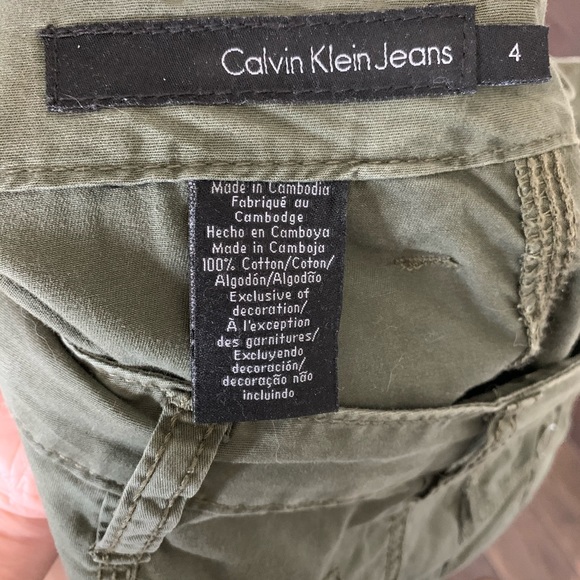 Calvin Klein Jeans
4
Made in Cambodia
Fabriqué au
Cambodge
Hecho en Camboya
Made in Camboja
100% Cotton/Coton/
Algodón/Algodão
Exclusive of
decoration/
À l'exception
des garnitures/
Excluyendo
decoración/
decoração não
incluindo